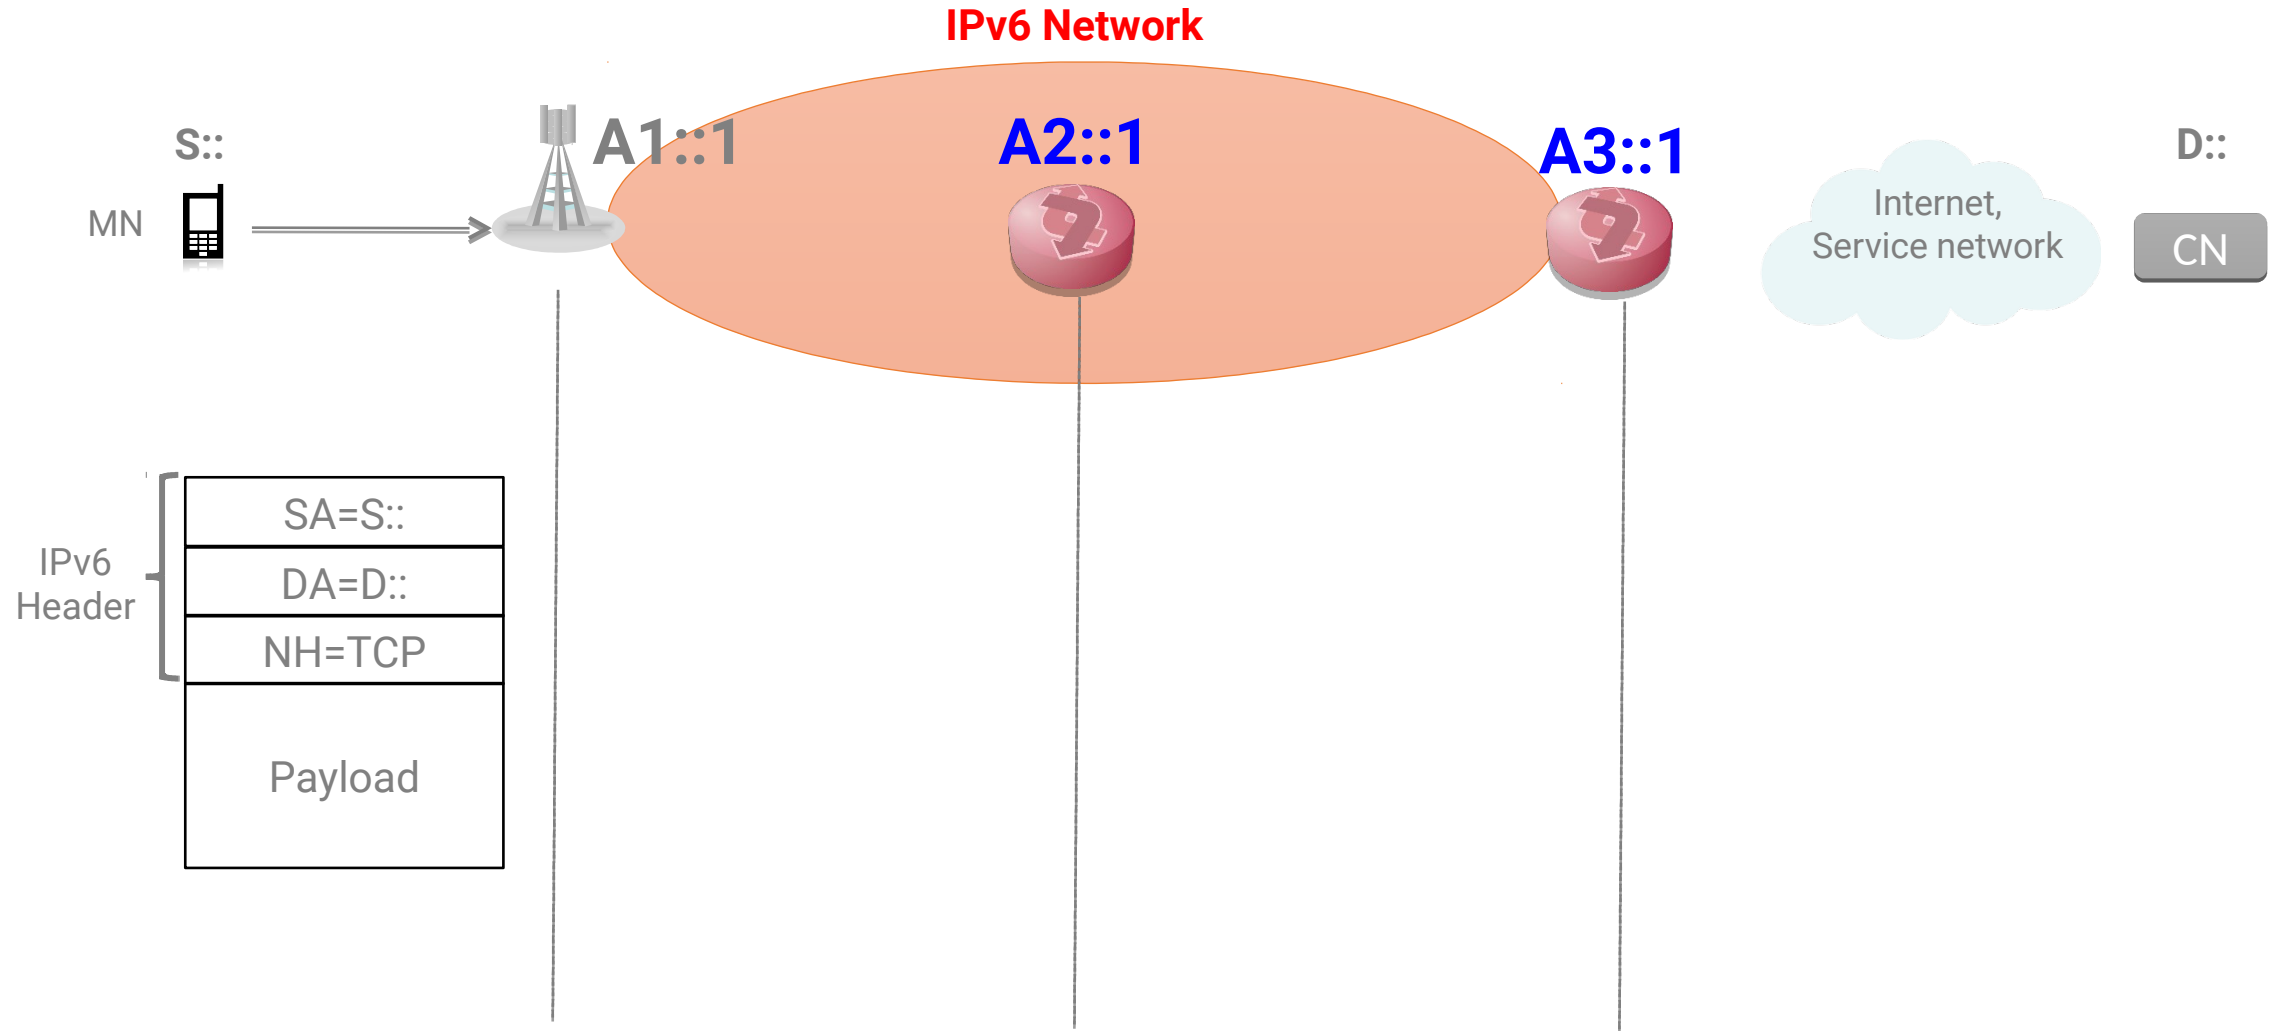 IPv6 Network
S::
A1::1
A2::1
A3::1
D::
MN
Internet,
Service network
CN
IPv6
Header
SA=S::
DA=D::
NH=TCP
Payload